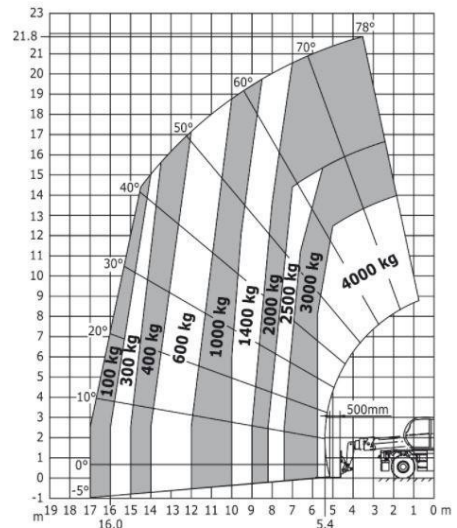 23
21.8
22
21
20
19
18
17
16
15
14
13
12
11
10
9
8
7
6
5
4
3
2
1
0
-1
m
78°
70°
60°
50°
40°
30°
20°
10°
0°
-5°
100 kg
300 kg
400 kg
600 kg
1000 kg
1400 kg
2000 kg
2500 kg
3000 kg
4000 kg
500mm
19 18 17 16 15 14 13 12 11 10 9 8 7 6 5 4 3 2 1 0 m
16.0 5.4